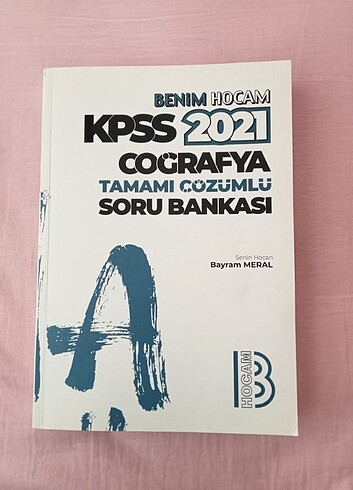 BENİM HOCAM
KPSS 2021
COĞRAFYA
TAMAMI ÇÖZÜMLÜ
SORU BANKASI
Senin Hocan
Bayram MERAL
A
HOCAM B